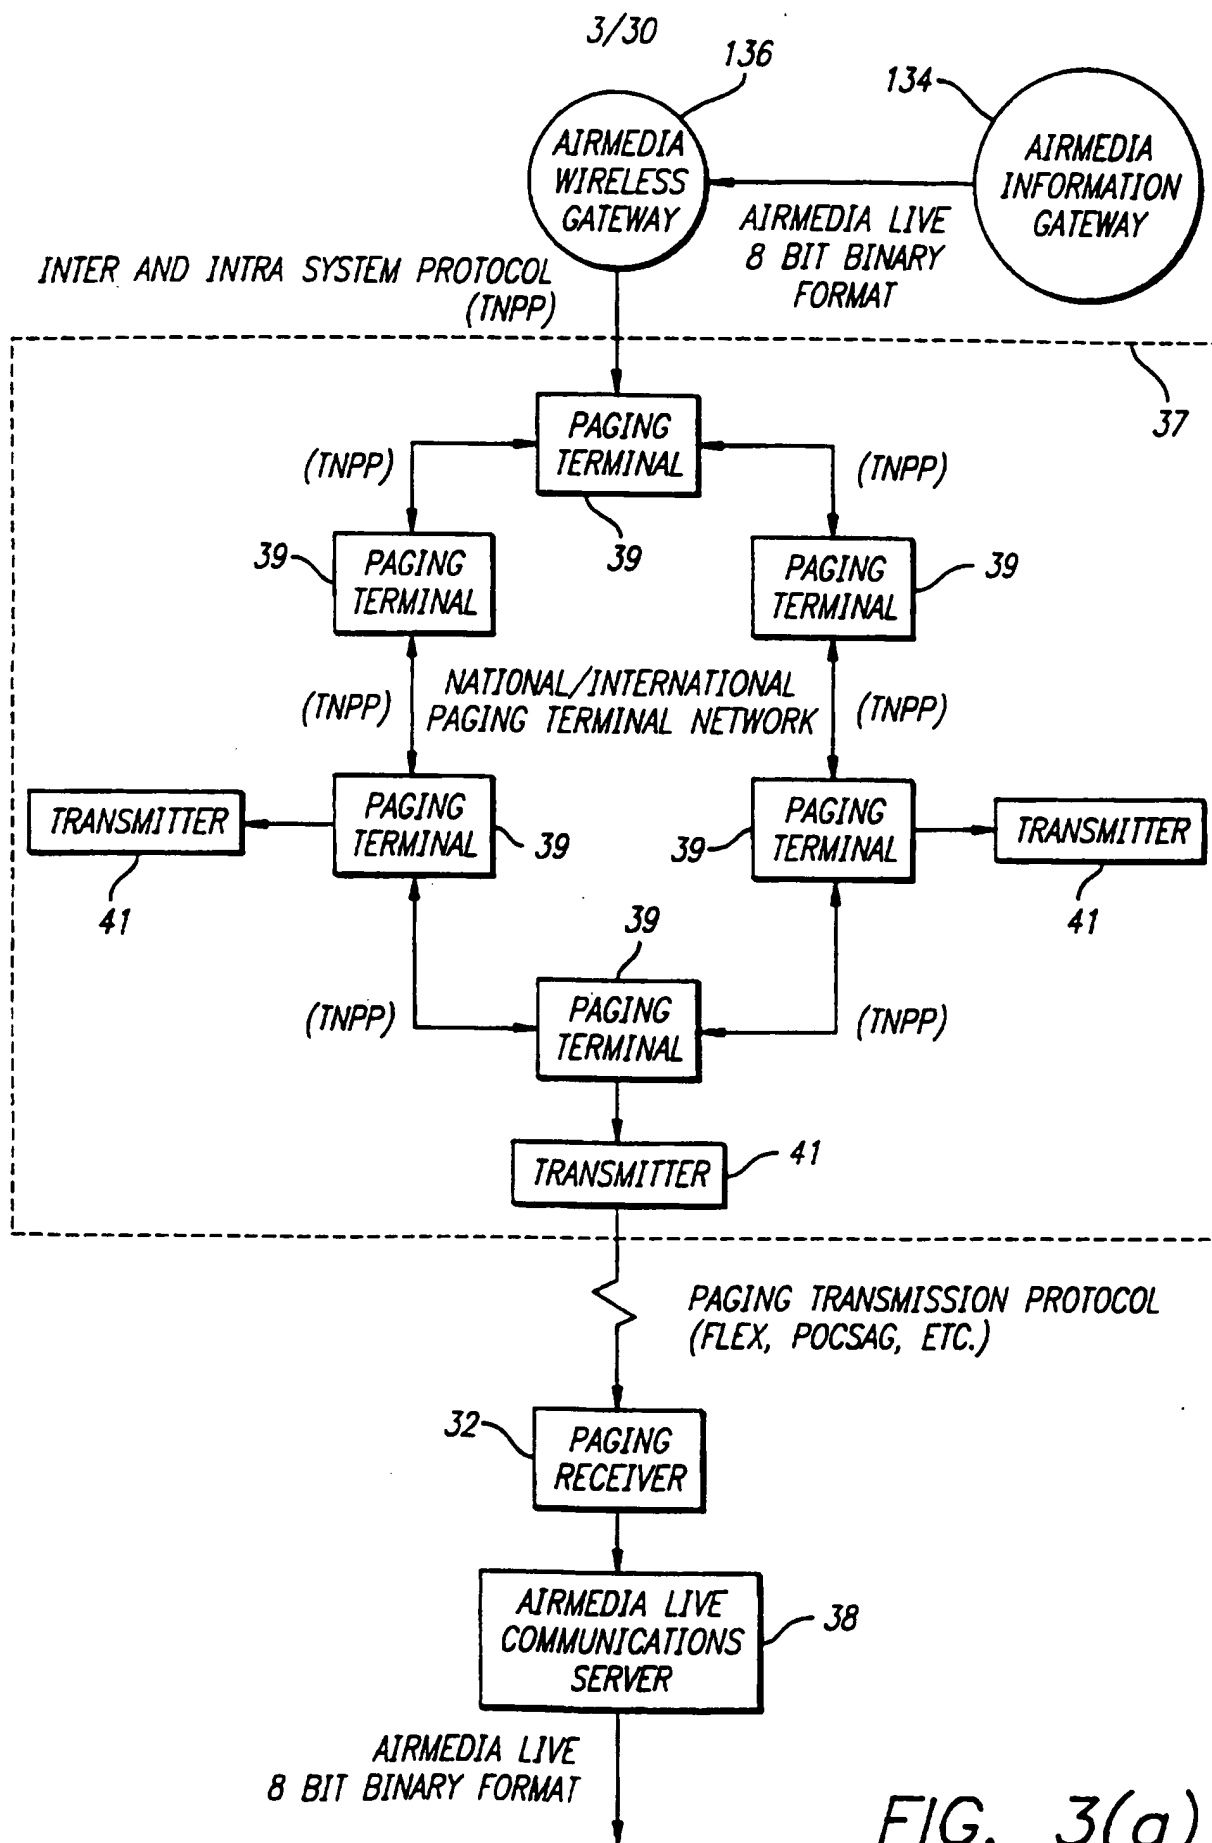 3/30
136
134
AIRMEDIA
WIRELESS
GATEWAY
AIRMEDIA
INFORMATION
GATEWAY
AIRMEDIA LIVE
8 BIT BINARY
FORMAT
INTER AND INTRA SYSTEM PROTOCOL
(TNPP)
37
PAGING
TERMINAL
39
(TNPP)
(TNPP)
39
PAGING
TERMINAL
PAGING
TERMINAL
39
(TNPP)
NATIONAL/INTERNATIONAL
PAGING TERMINAL NETWORK
(TNPP)
TRANSMITTER
41
PAGING
TERMINAL
39
39
PAGING
TERMINAL
TRANSMITTER
41
39
(TNPP)
PAGING
TERMINAL
(TNPP)
TRANSMITTER
41
PAGING TRANSMISSION PROTOCOL
(FLEX, POCSAG, ETC.)
32
PAGING
RECEIVER
AIRMEDIA LIVE
COMMUNICATIONS
SERVER
38
AIRMEDIA LIVE
8 BIT BINARY FORMAT
FIG. 3(a)